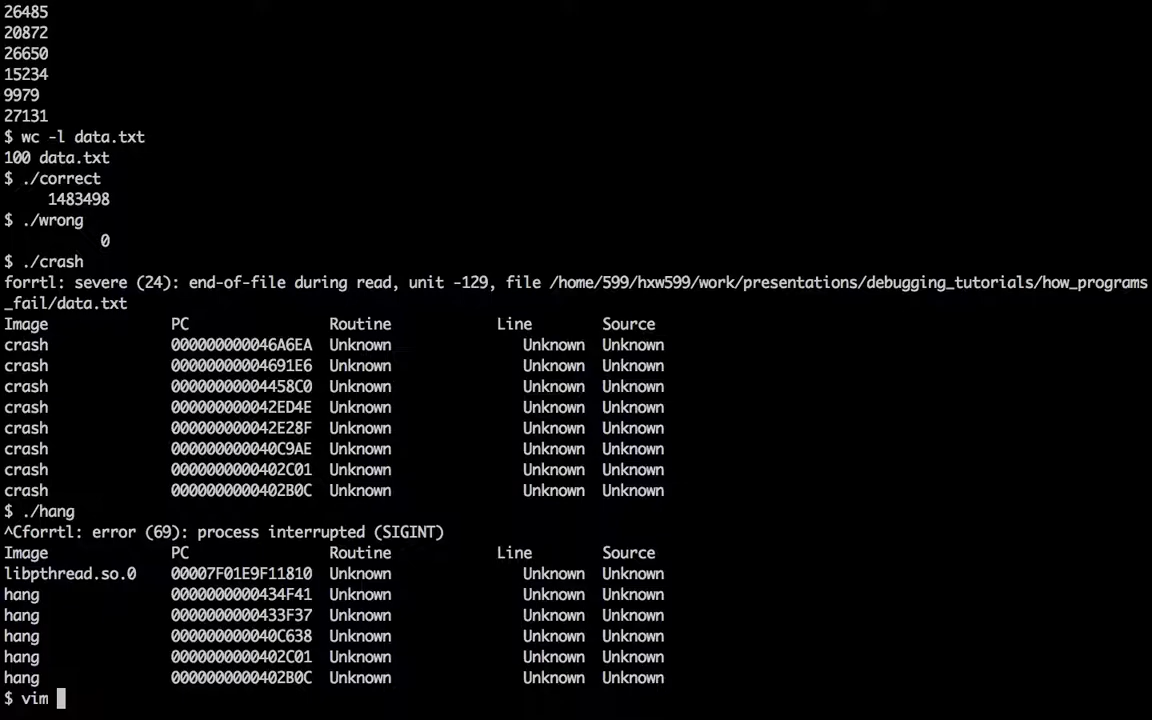 26485
20872
26650
15234
9979
27131
$ wc -l data.txt
100 data.txt
$ ./correct
     1483498
$ ./wrong
           0
$ ./crash
forrtl: severe (24): end-of-file during read, unit -129, file /home/599/hxw599/work/presentations/debugging_tutorials/how_programs
_fail/data.txt
Image              PC                Routine            Line        Source
crash              000000000046A6EA  Unknown               Unknown  Unknown
crash              00000000004691E6  Unknown               Unknown  Unknown
crash              00000000004458C0  Unknown               Unknown  Unknown
crash              000000000042ED4E  Unknown               Unknown  Unknown
crash              000000000042E28F  Unknown               Unknown  Unknown
crash              000000000040C9AE  Unknown               Unknown  Unknown
crash              0000000000402C01  Unknown               Unknown  Unknown
crash              0000000000402B0C  Unknown               Unknown  Unknown
$ ./hang
^Cforrtl: error (69): process interrupted (SIGINT)
Image              PC                Routine            Line        Source
libpthread.so.0    00007F01E9F11810  Unknown               Unknown  Unknown
hang               0000000000434F41  Unknown               Unknown  Unknown
hang               0000000000433F37  Unknown               Unknown  Unknown
hang               000000000040C638  Unknown               Unknown  Unknown
hang               0000000000402C01  Unknown               Unknown  Unknown
hang               0000000000402B0C  Unknown               Unknown  Unknown
$ vim